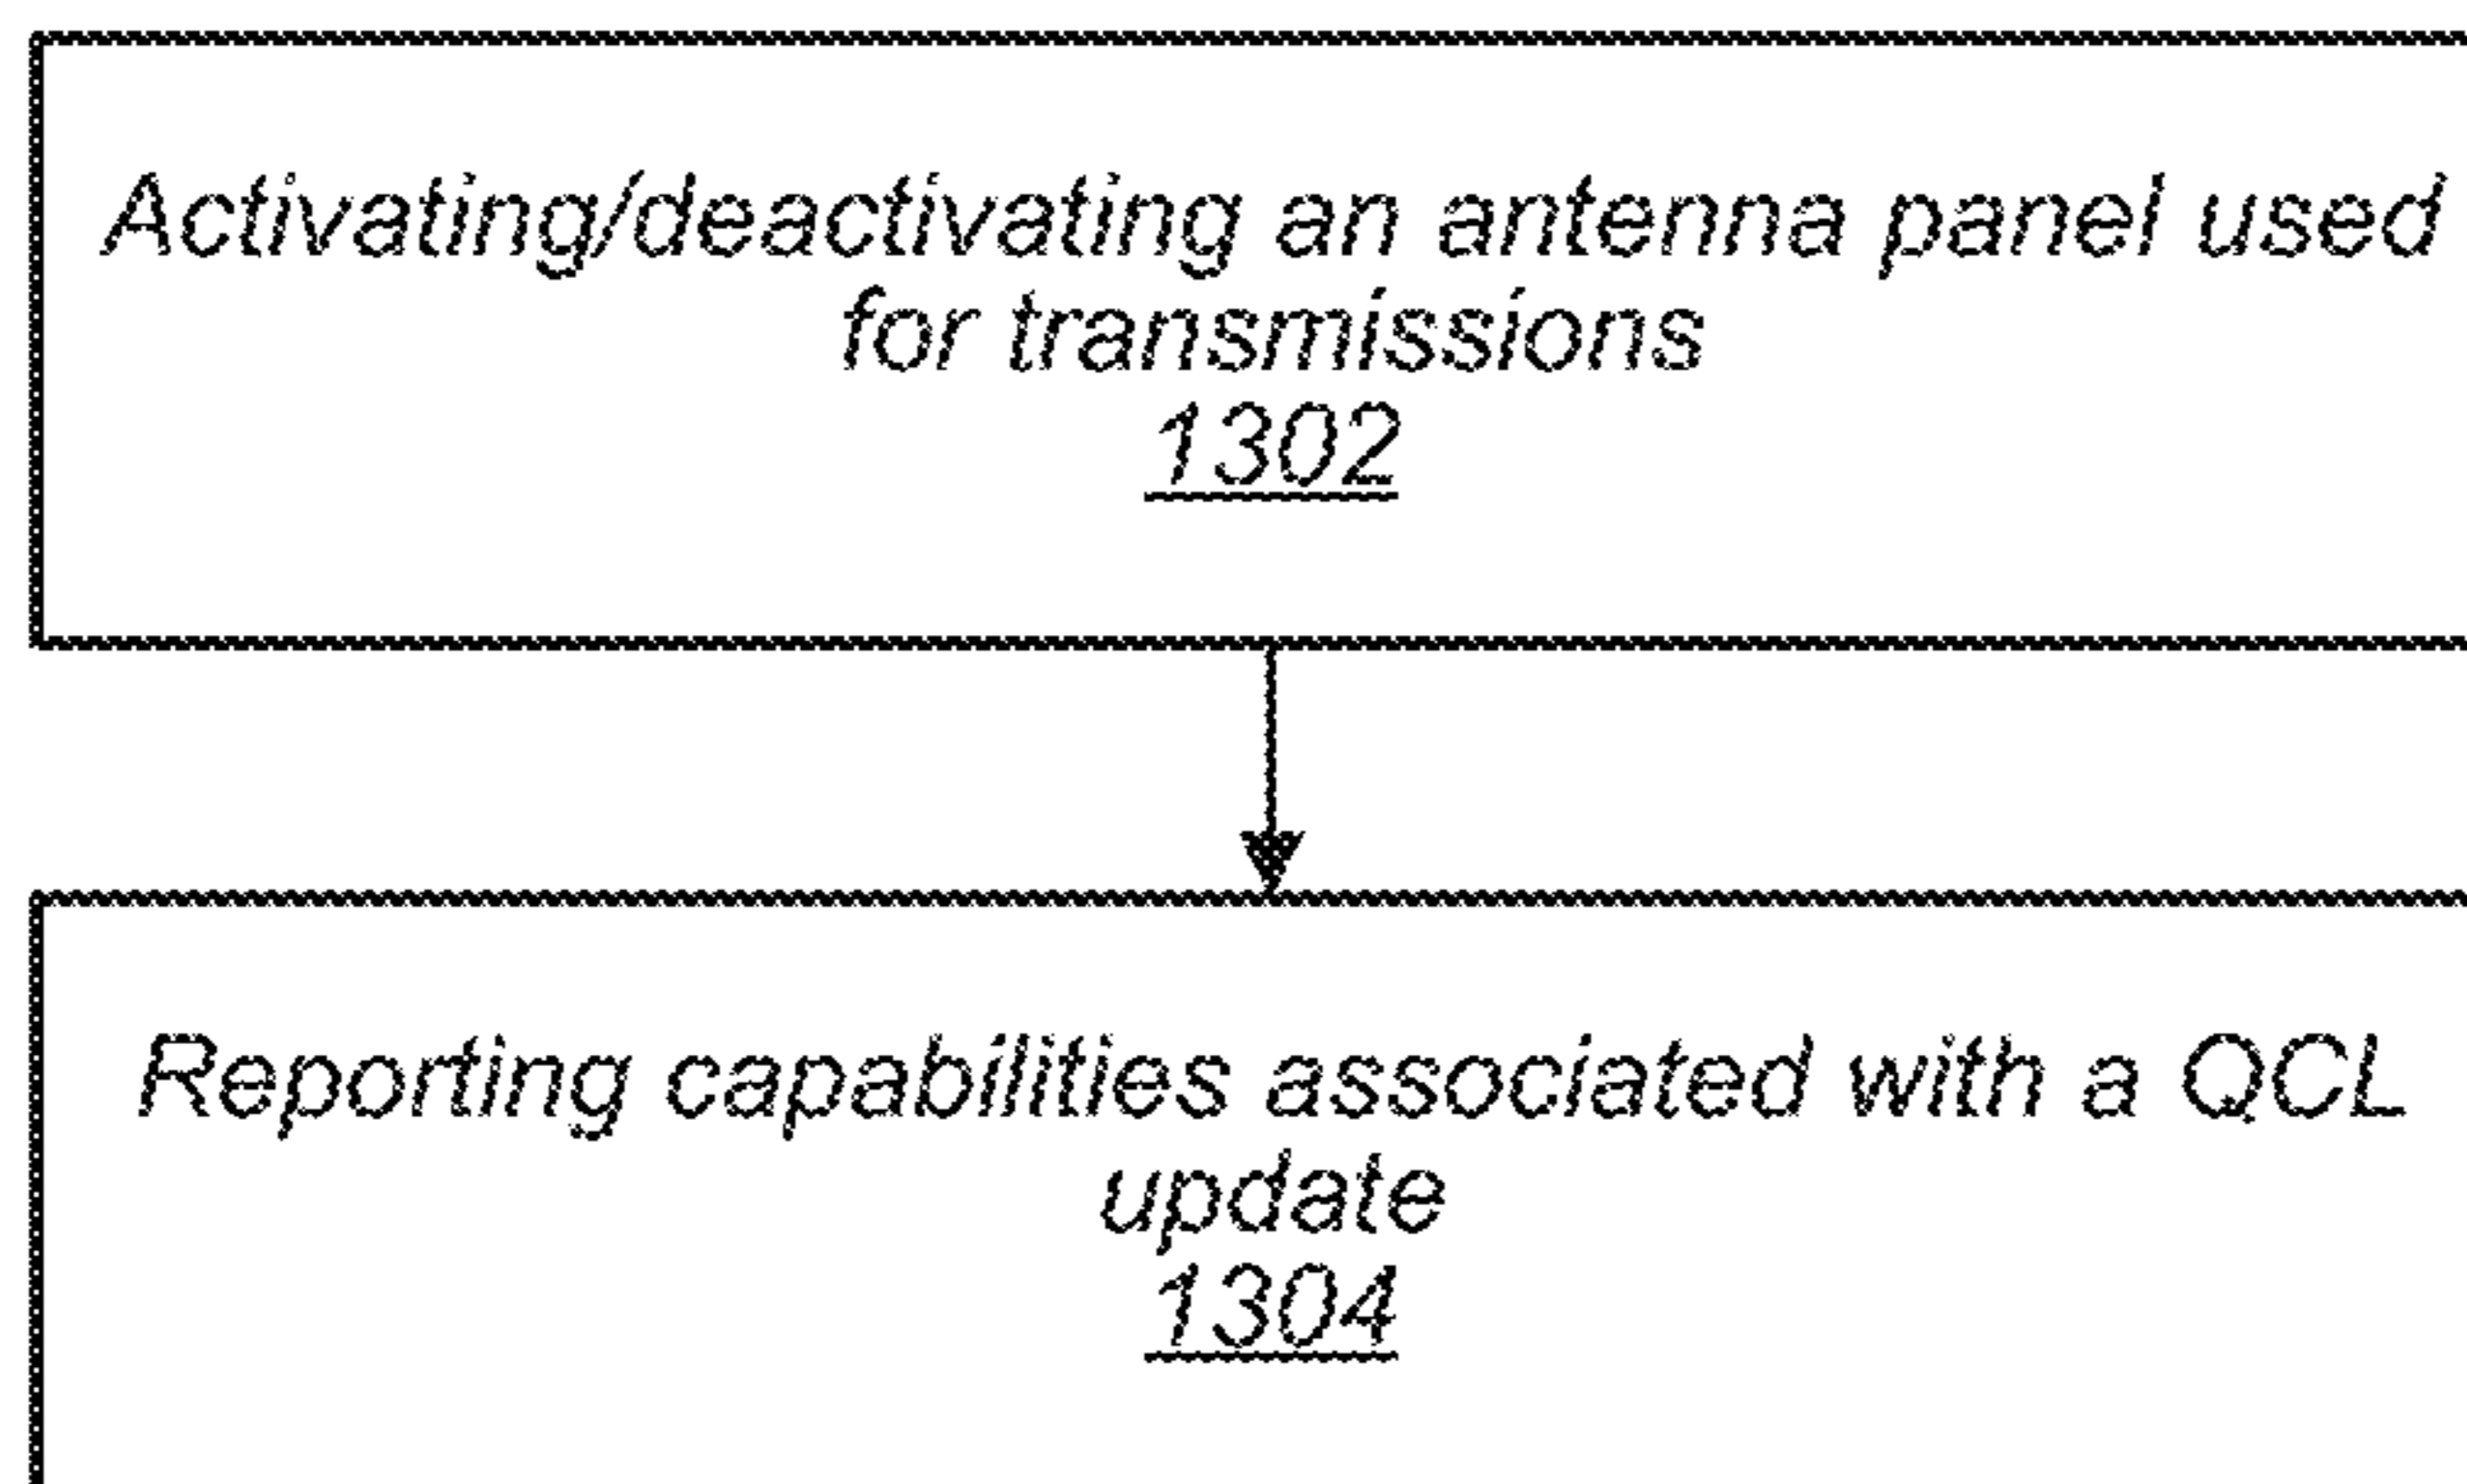 Activating/deactivating an antenna panel used
for transmissions
1302
Reporting capabilities associated with a QCL
update
1304